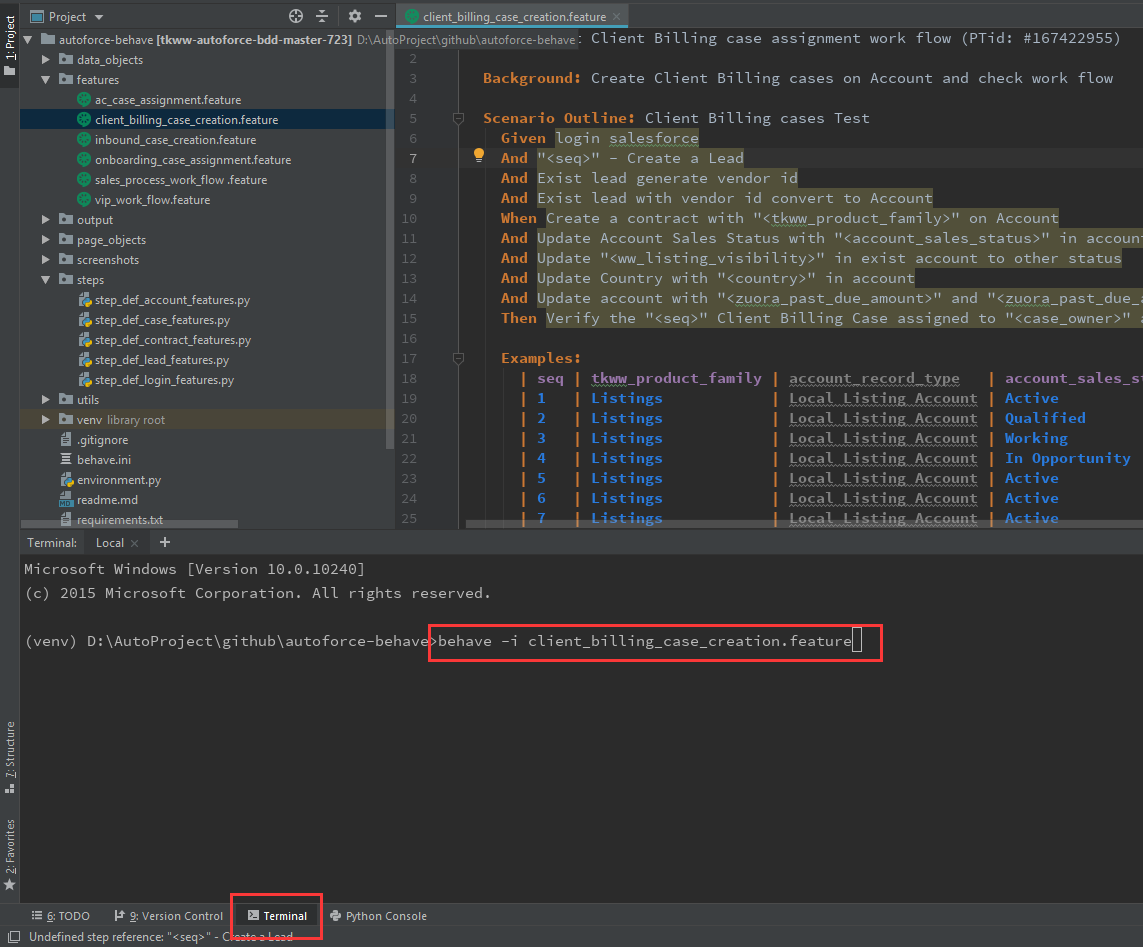 1: Project
Project
client_billing_case_creation.feature
autoforce-behave [tkww-autoforce-bdd-master-723] D:\AutoProject\github\autoforce-behave
data_objects
features
ac_case_assignment.feature
client_billing_case_creation.feature
inbound_case_creation.feature
onboarding_case_assignment.feature
sales_process_work_flow .feature
vip_work_flow.feature
output
page_objects
screenshots
steps
step_def_account_features.py
step_def_case_features.py
step_def_contract_features.py
step_def_lead_features.py
step_def_login_features.py
utils
venv library root
.gitignore
behave.ini
environment.py
readme.md
requirements.txt
: Client Billing case assignment work flow (PTid: #167422955)
2
3 Background: Create Client Billing cases on Account and check work flow
4
5 Scenario Outline: Client Billing cases Test
6 Given login salesforce
7 And "<seq>" - Create a Lead
8 And Exist lead generate vendor id
9 And Exist lead with vendor id convert to Account
10 When Create a contract with "<tkww_product_family>" on Account
11 And Update Account Sales Status with "<account_sales_status>" in accoun
12 And Update "<ww_listing_visibility>" in exist account to other status
13 And Update Country with "<country>" in account
14 And Update account with "<zuora_past_due_amount>" and "<zuora_past_due_a
15 Then Verify the "<seq>" Client Billing Case assigned to "<case_owner>" a
16
17 Examples:
18 | seq | tkww_product_family | account_record_type | account_sales_st
19 | 1 | Listings | Local Listing Account | Active
20 | 2 | Listings | Local Listing Account | Qualified
21 | 3 | Listings | Local Listing Account | Working
22 | 4 | Listings | Local Listing Account | In Opportunity
23 | 5 | Listings | Local Listing Account | Active
24 | 6 | Listings | Local Listing Account | Active
25 | 7 | Listings | Local Listing Account | Active
Terminal: Local +
Microsoft Windows [Version 10.0.10240]
(c) 2015 Microsoft Corporation. All rights reserved.
(venv) D:\AutoProject\github\autoforce-behave>behave -i client_billing_case_creation.feature
7: Structure
2: Favorites
6: TODO 9: Version Control Terminal Python Console
Undefined step reference: "<seq>" - Create a Lead